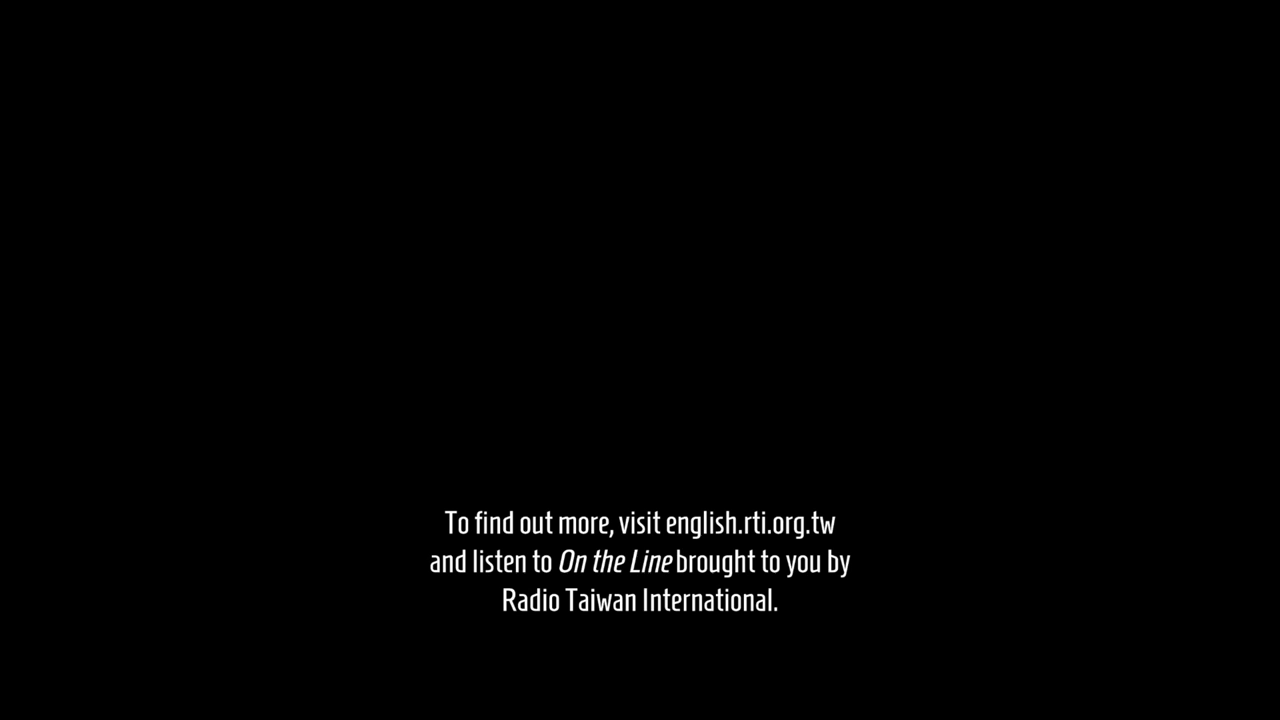 To find out more, visit english.rti.org.tw
and listen to On the Line brought to you by
Radio Taiwan International.